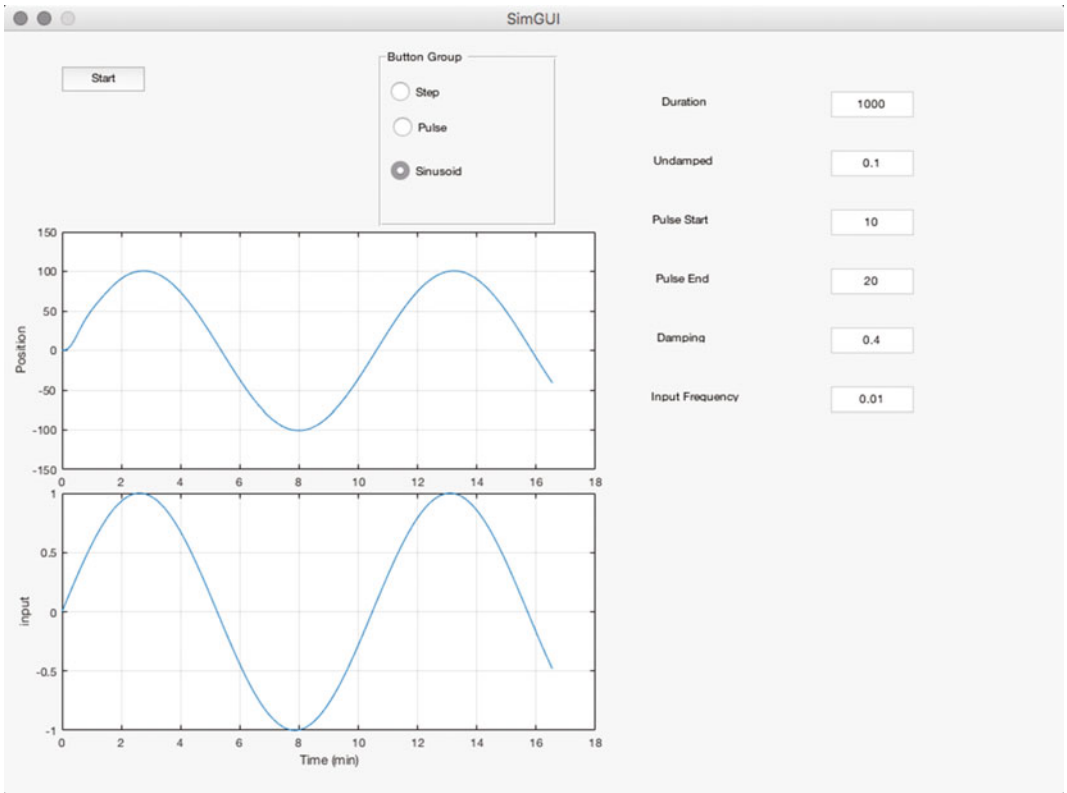 SimGUI
Start
Button Group
Step
Pulse
Sinusoid
Duration
1000
Undamped
0.1
Pulse Start
10
Pulse End
20
Damping
0.4
Input Frequency
0.01
150
100
50
0
-50
-100
-150
Position
0 2 4 6 8 10 12 14 16 18
1
0.5
0
-0.5
-1
input
0 2 4 6 8 10 12 14 16 18
Time (min)